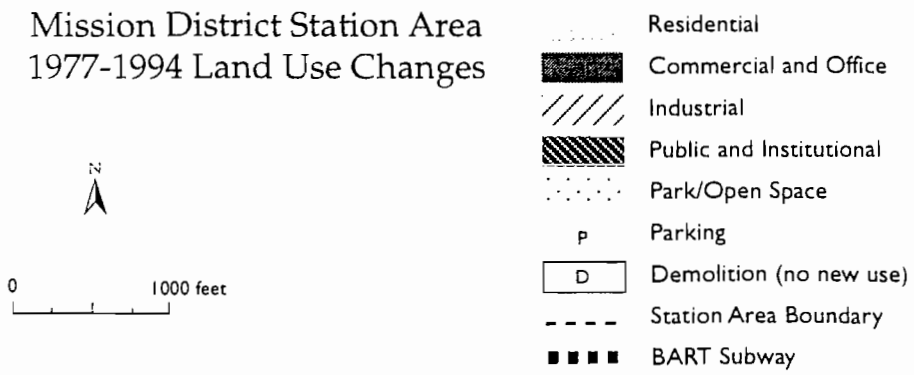 Mission District Station Area
1977-1994 Land Use Changes
N
0 1000 feet
Residential
Commercial and Office
Industrial
Public and Institutional
Park/Open Space
P Parking
D Demolition (no new use)
Station Area Boundary
BART Subway